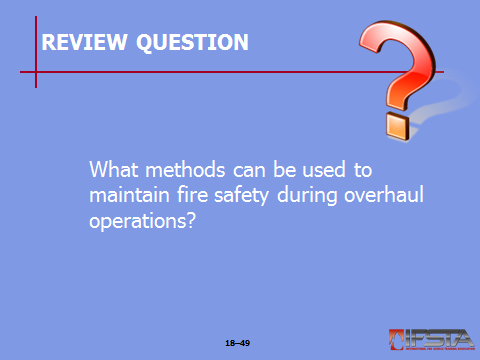 REVIEW QUESTION
What methods can be used to
maintain fire safety during overhaul
operations?
18–49
IFSTA